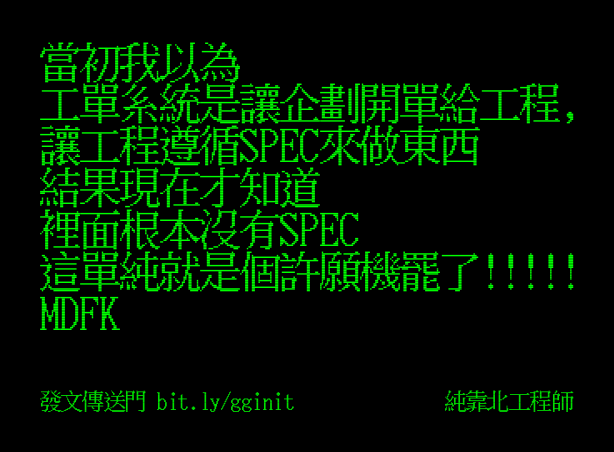 當初我以為
工單系統是讓企劃開單給工程,
讓工程遵循SPEC來做東西
結果現在才知道
裡面根本沒有SPEC
這單純就是個許願機罷了!!!!!
MDFK
發文傳送門 bit.ly/gginit
純靠北工程師